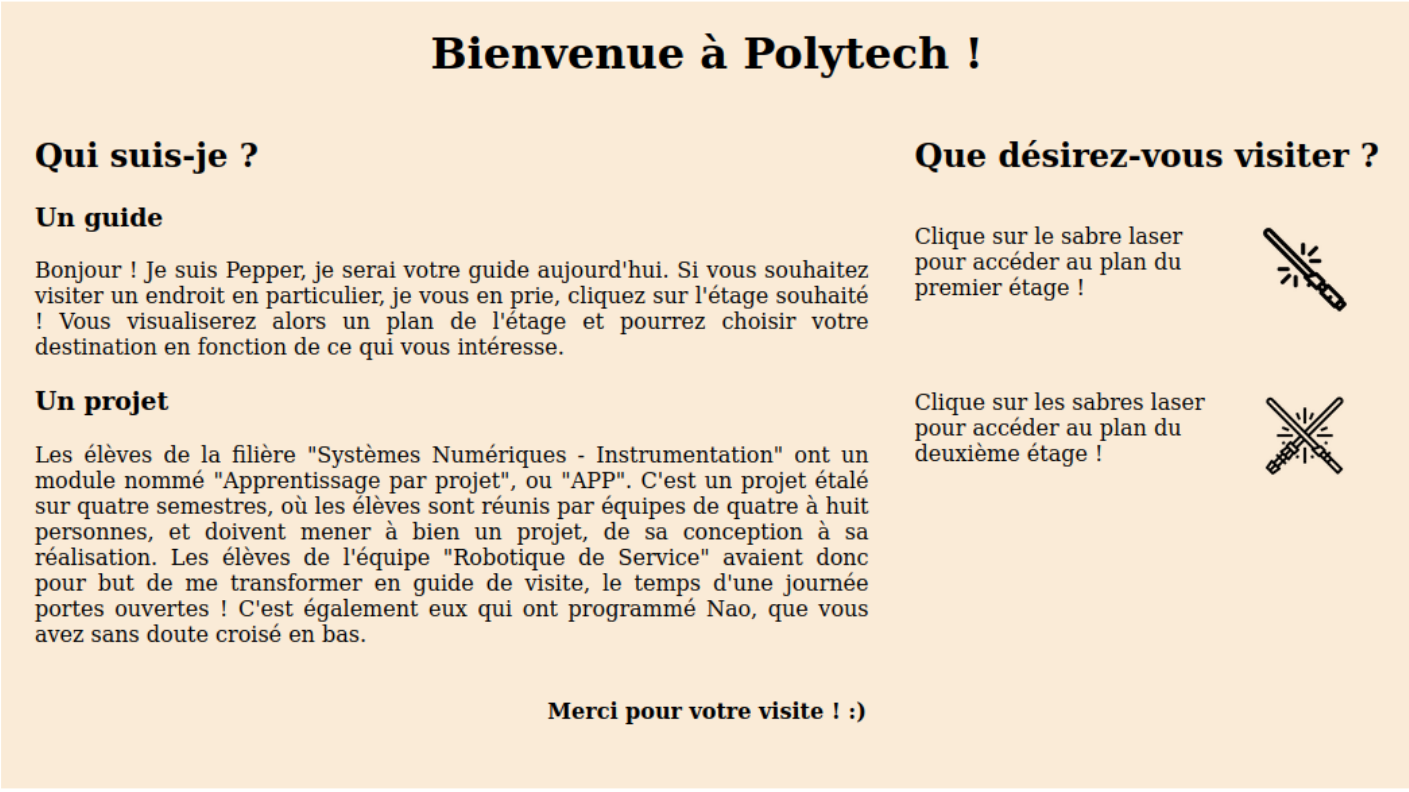 Bienvenue à Polytech !
Qui suis-je ?
Un guide
Bonjour ! Je suis Pepper, je serai votre guide aujourd'hui. Si vous souhaitez
visiter un endroit en particulier, je vous en prie, cliquez sur l'étage souhaité
! Vous visualiserez alors un plan de l'étage et pourrez choisir votre
destination en fonction de ce qui vous intéresse.
Un projet
Les élèves de la filière "Systèmes Numériques - Instrumentation" ont un
module nommé "Apprentissage par projet", ou "APP". C'est un projet étalé
sur quatre semestres, où les élèves sont réunis par équipes de quatre à huit
personnes, et doivent mener à bien un projet, de sa conception à sa
réalisation. Les élèves de l'équipe "Robotique de Service" avaient donc
pour but de me transformer en guide de visite, le temps d'une journée
portes ouvertes ! C'est également eux qui ont programmé Nao, que vous
avez sans doute croisé en bas.
Merci pour votre visite ! :)
Que désirez-vous visiter ?
Clique sur le sabre laser
pour accéder au plan du
premier étage !
Clique sur les sabres laser
pour accéder au plan du
deuxième étage !